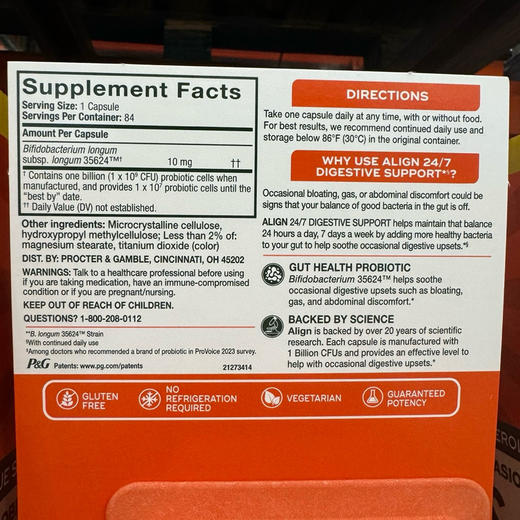 Supplement Facts
Serving Size: 1 Capsule
Servings Per Container: 84
Amount Per Capsule
Bifidobacterium longum
subsp. longum 35624™† 10 mg ††
† Contains one billion (1 x 10⁹ CFU) probiotic cells when
manufactured, and provides 1 x 10⁷ probiotic cells until the
"best by" date.
†† Daily Value (DV) not established.
Other ingredients: Microcrystalline cellulose,
hydroxypropyl methylcellulose; Less than 2% of:
magnesium stearate, titanium dioxide (color)
DIST. BY: PROCTER & GAMBLE, CINCINNATI, OH 45202
WARNINGS: Talk to a healthcare professional before using
if you are taking medication, have an immune-compromised
condition or if you are pregnant/nursing.
KEEP OUT OF REACH OF CHILDREN.
QUESTIONS? 1-800-208-0112
**B. longum 35624™ Strain
§With continued daily use
‡Among doctors who recommended a brand of probiotic in ProVoice 2023 survey.
P&G Patents: www.pg.com/patents 21273414
DIRECTIONS
Take one capsule daily at any time, with or without food.
For best results, we recommend continued daily use and
storage below 86°F (30°C) in the original container.
WHY USE ALIGN 24/7
DIGESTIVE SUPPORT*§?
Occasional bloating, gas, or abdominal discomfort could be
signs that your balance of good bacteria in the gut is off.
ALIGN 24/7 DIGESTIVE SUPPORT helps maintain that balance
24 hours a day, 7 days a week by adding more healthy bacteria
to your gut to help soothe occasional digestive upsets.*§
GUT HEALTH PROBIOTIC
Bifidobacterium 35624™ helps soothe
occasional digestive upsets such as bloating,
gas, and abdominal discomfort.*
BACKED BY SCIENCE
Align is backed by over 20 years of scientific
research. Each capsule is manufactured with
1 Billion CFUs and provides an effective level to
help with occasional digestive upsets.*
GLUTEN
FREE
NO
REFRIGERATION
REQUIRED
VEGETARIAN
GUARANTEED
POTENCY